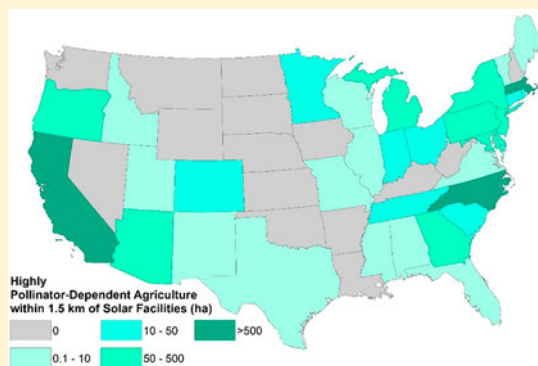 Highly
Pollinator-Dependent Agriculture
within 1.5 km of Solar Facilities (ha)
0
10 - 50
>500
0.1 - 10
50 - 500